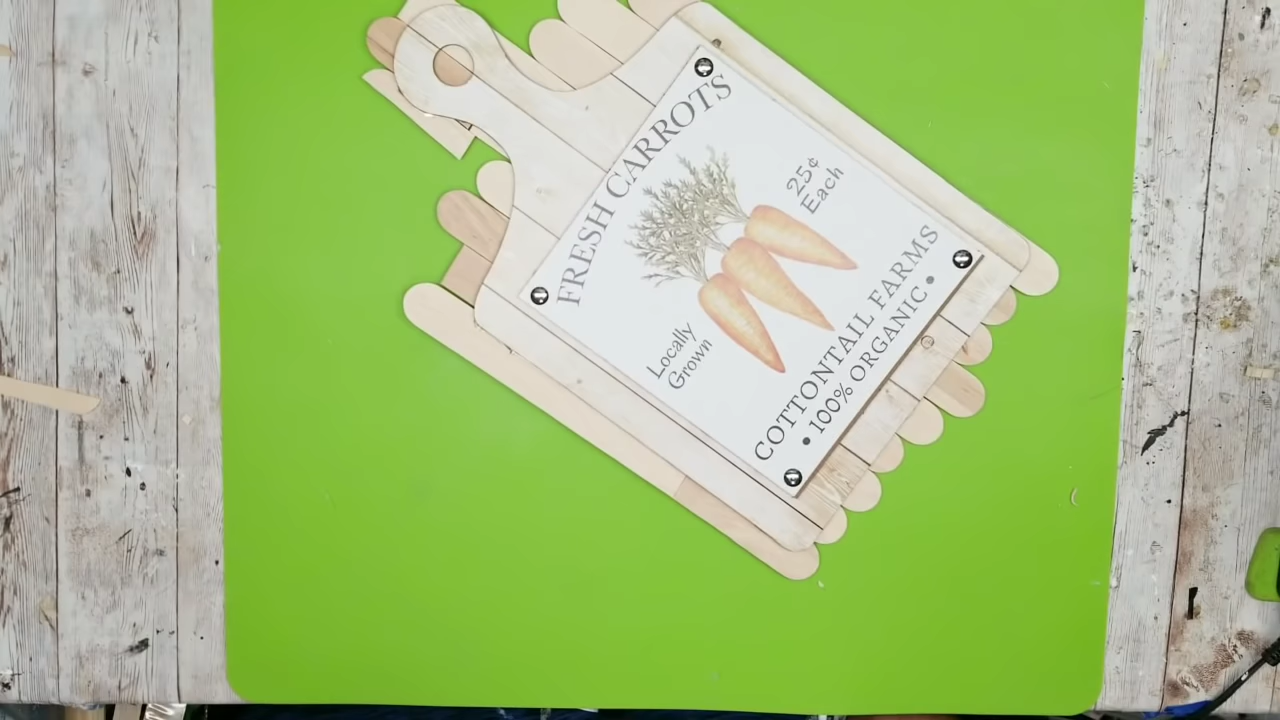 FRESH CARROTS
25¢
Each
Locally
Grown
COTTONTAIL FARMS
• 100% ORGANIC •